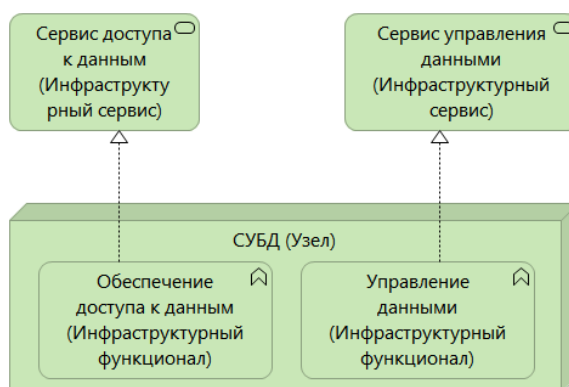 Сервис доступа
к данным
(Инфраструкту
рный сервис)
Сервис управления
данными
(Инфраструктурный
сервис)
СУБД (Узел)
Обеспечение
доступа к данным
(Инфраструктурный
функционал)
Управление
данными
(Инфраструктурный
функционал)